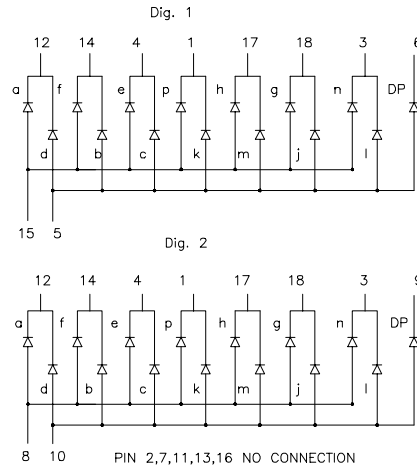 Dig. 1
12 14 4 1 17 18 3 6
a f e p h g n DP
d b c k m j l
15 5
Dig. 2
12 14 4 1 17 18 3 9
a f e p h g n DP
d b c k m j l
8 10
PIN 2,7,11,13,16 NO CONNECTION